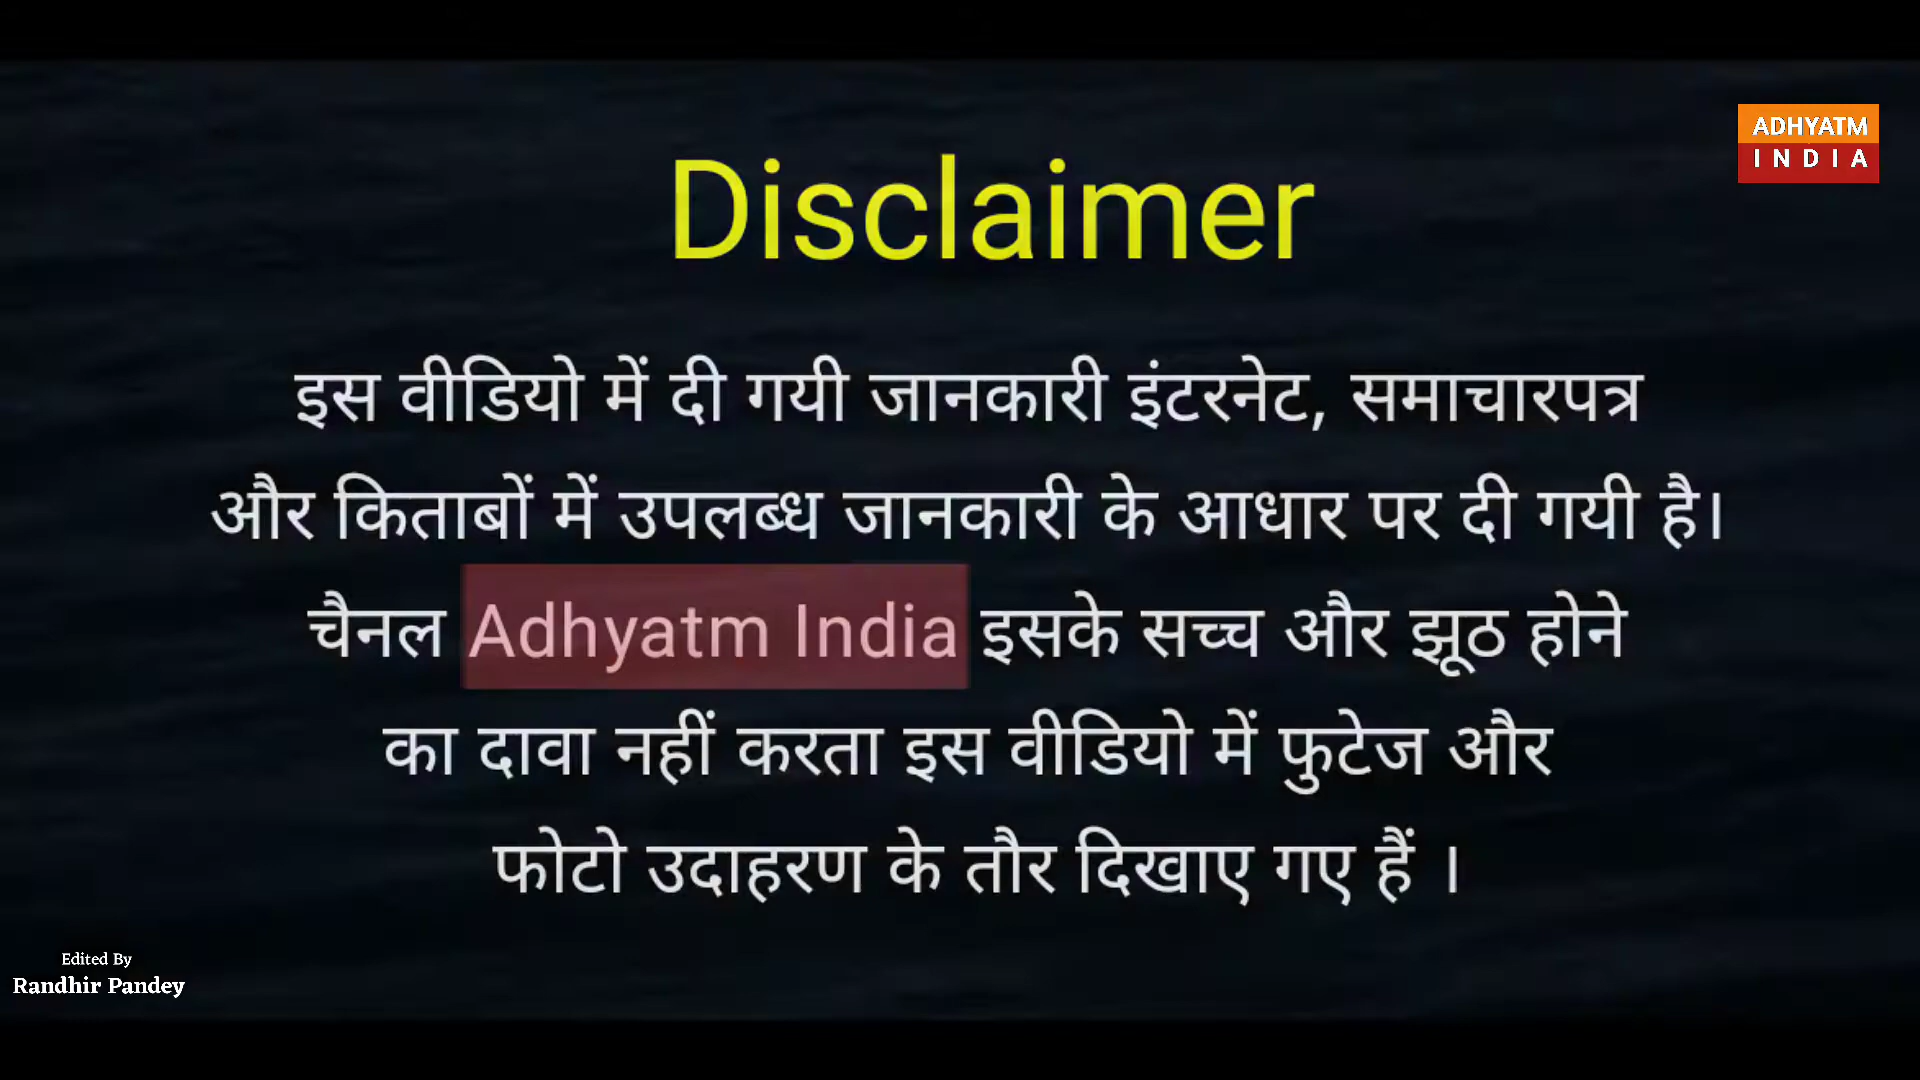 ADHYATM
INDIA
Disclaimer
इस वीडियो में दी गयी जानकारी इंटरनेट, समाचारपत्र
और किताबों में उपलब्ध जानकारी के आधार पर दी गयी है।
चैनल Adhyatm India इसके सच्च और झूठ होने
का दावा नहीं करता इस वीडियो में फुटेज और
फोटो उदाहरण के तौर दिखाए गए हैं ।
Edited By
Randhir Pandey